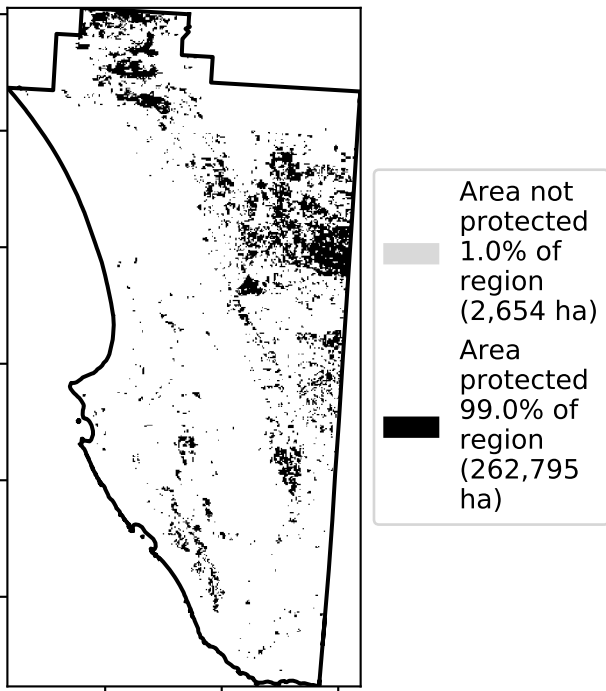 Area not
protected
1.0% of
region
(2,654 ha)
Area
protected
99.0% of
region
(262,795
ha)